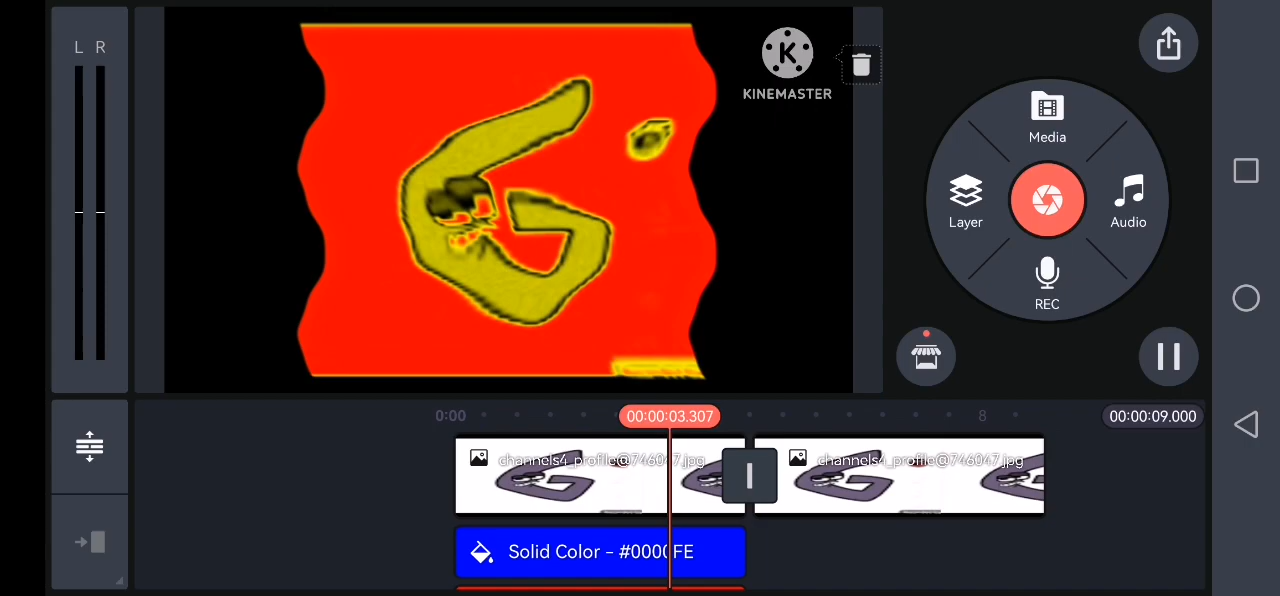 L R
K
KINEMASTER
Media
Layer
Audio
REC
0:00
00:00:03.307
8
00:00:09.000
channels4_profile@746047.jpg
channels4_profile@746047.jpg
Solid Color - #0000FE